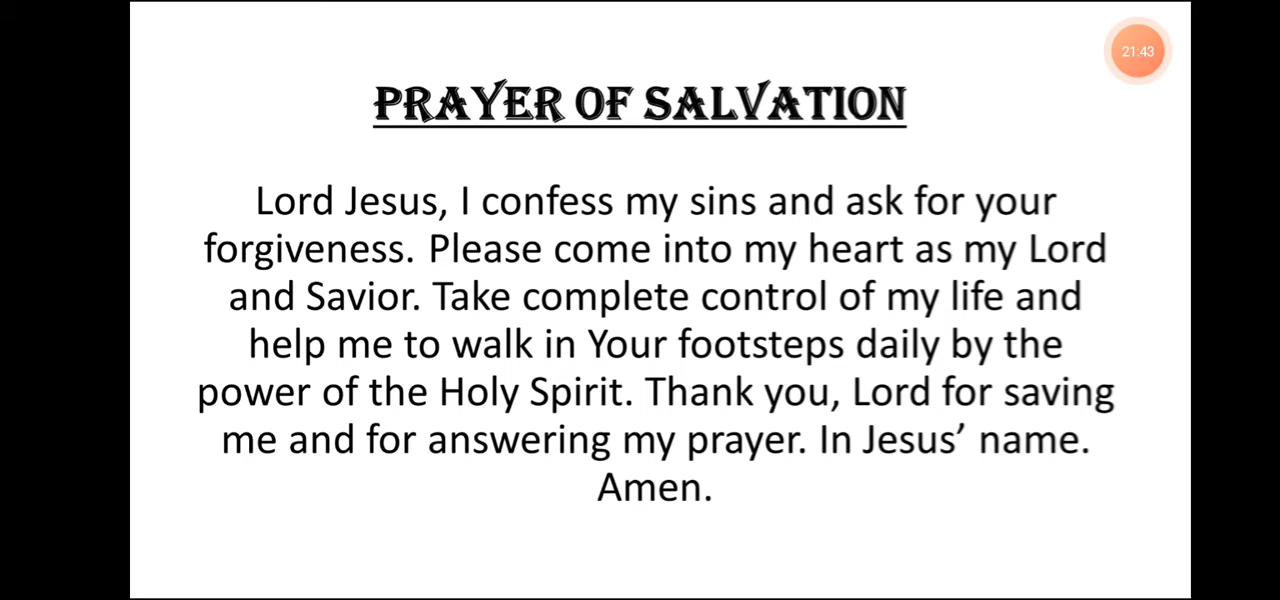 21:43
PRAYER OF SALVATION
Lord Jesus, I confess my sins and ask for your
forgiveness. Please come into my heart as my Lord
and Savior. Take complete control of my life and
help me to walk in Your footsteps daily by the
power of the Holy Spirit. Thank you, Lord for saving
me and for answering my prayer. In Jesus’ name.
Amen.